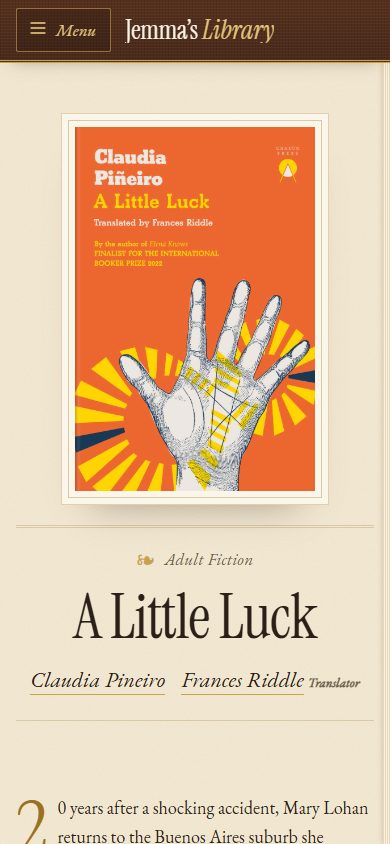 Menu
Jemma's Library
Claudia
Piñeiro
A Little Luck
Translated by Frances Riddle
By the author of Elena Knows
FINALIST FOR THE INTERNATIONAL
BOOKER PRIZE 2022
CHARCO
PRESS
Adult Fiction
A Little Luck
Claudia Pineiro Frances Riddle Translator
20 years after a shocking accident, Mary Lohan
returns to the Buenos Aires suburb she